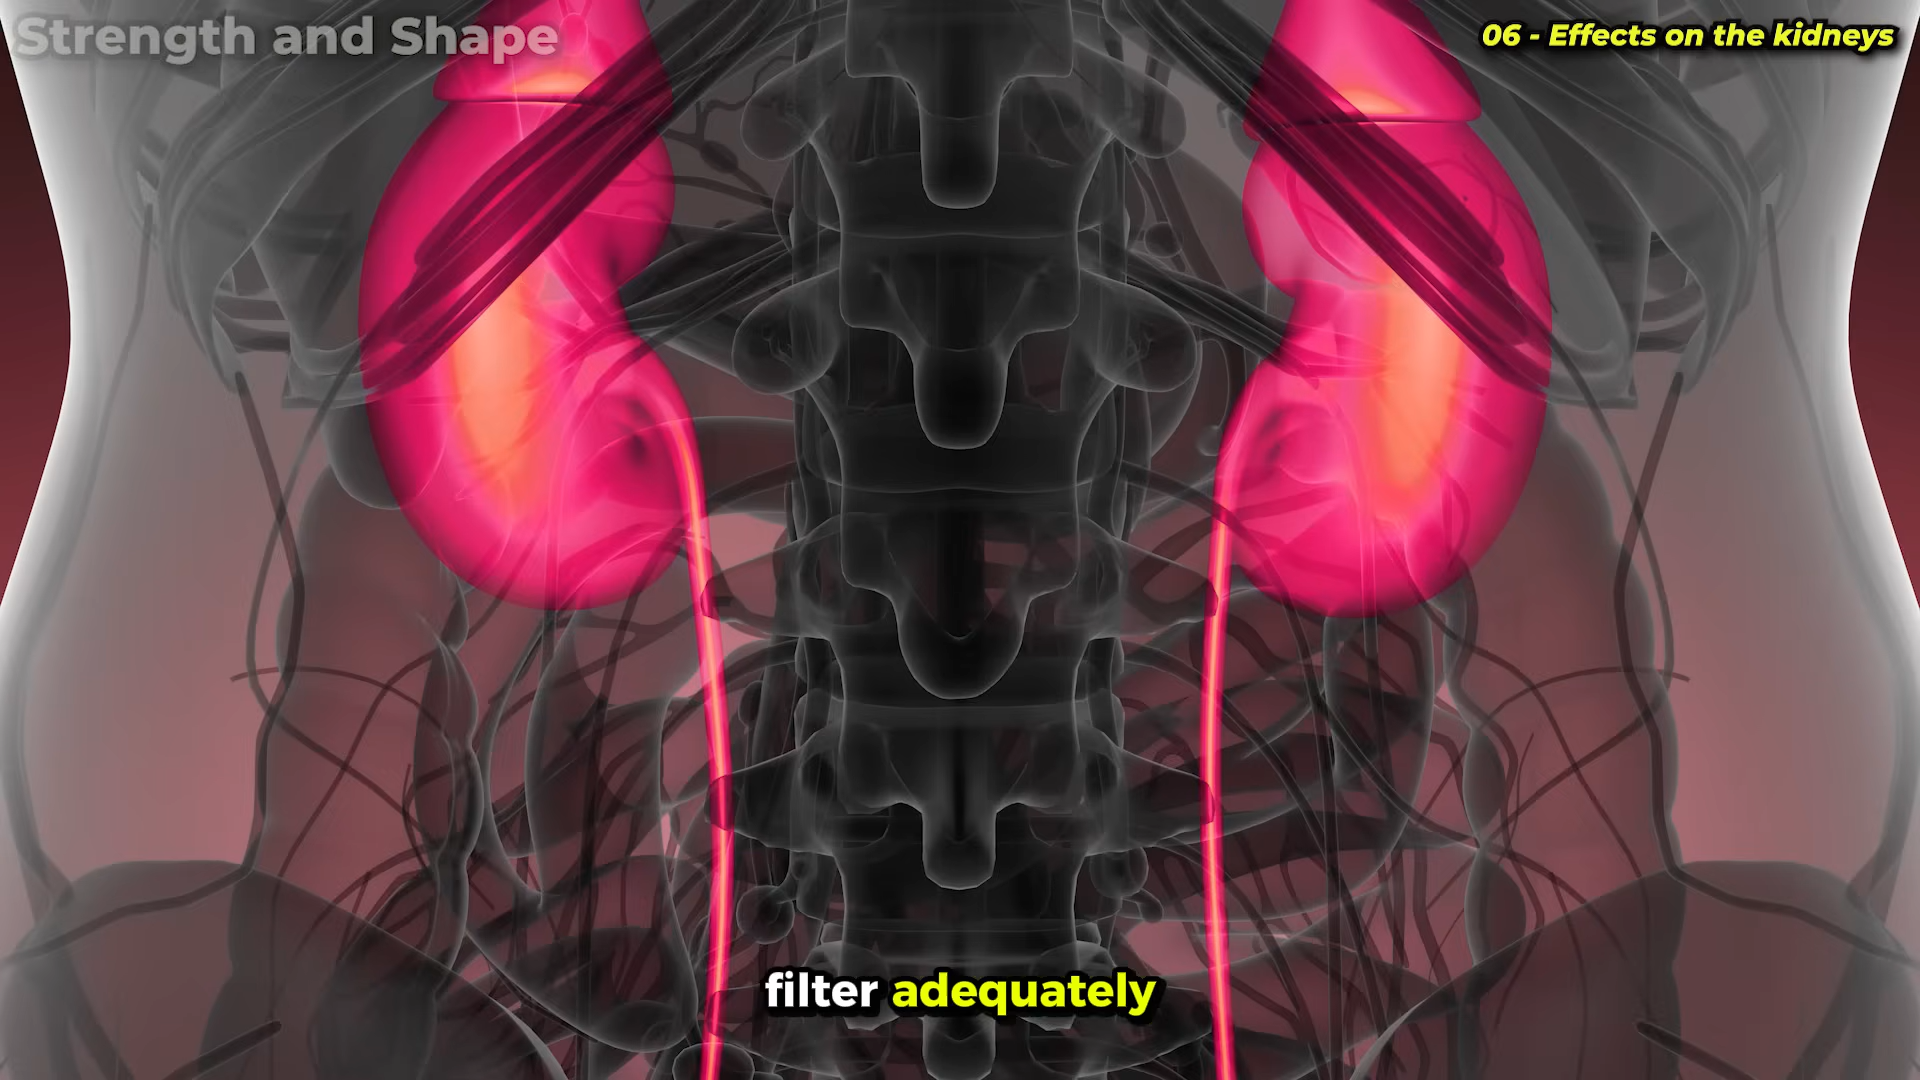 Strength and Shape
06 - Effects on the kidneys
filter adequately